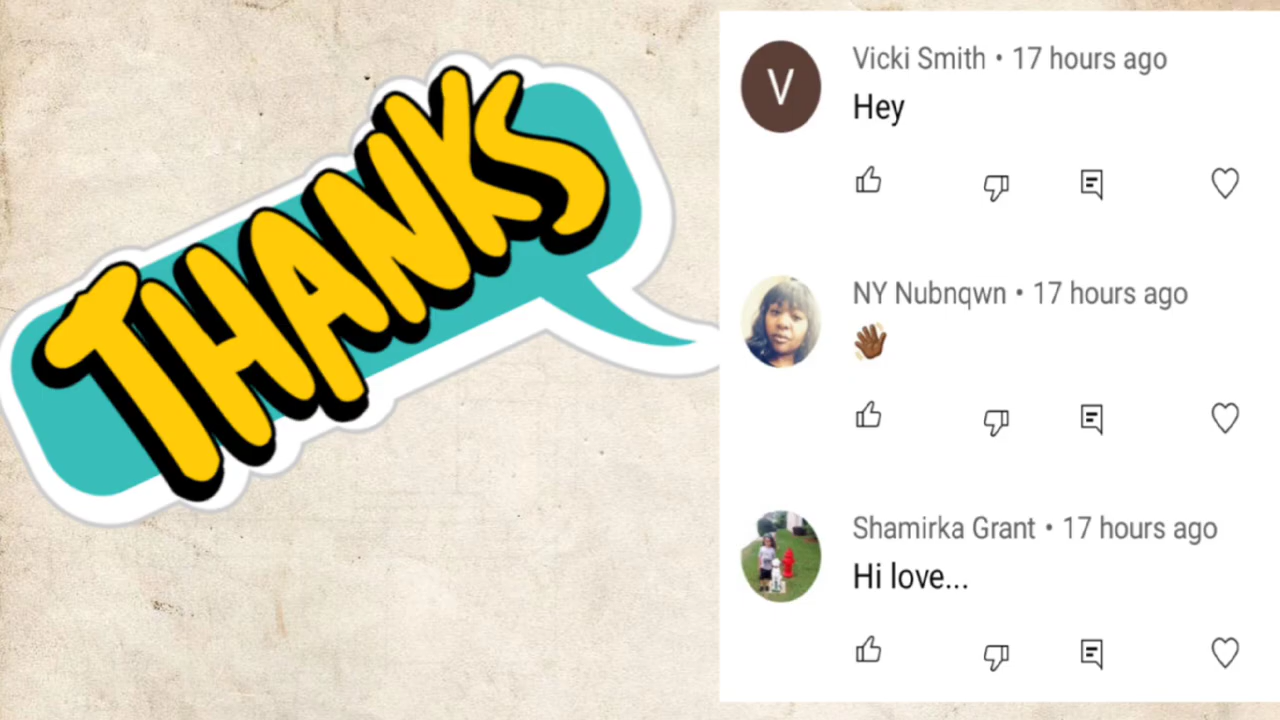 THANKS
V
Vicki Smith • 17 hours ago
Hey
NY Nubnqwn • 17 hours ago
👋🏾
Shamirka Grant • 17 hours ago
Hi love...